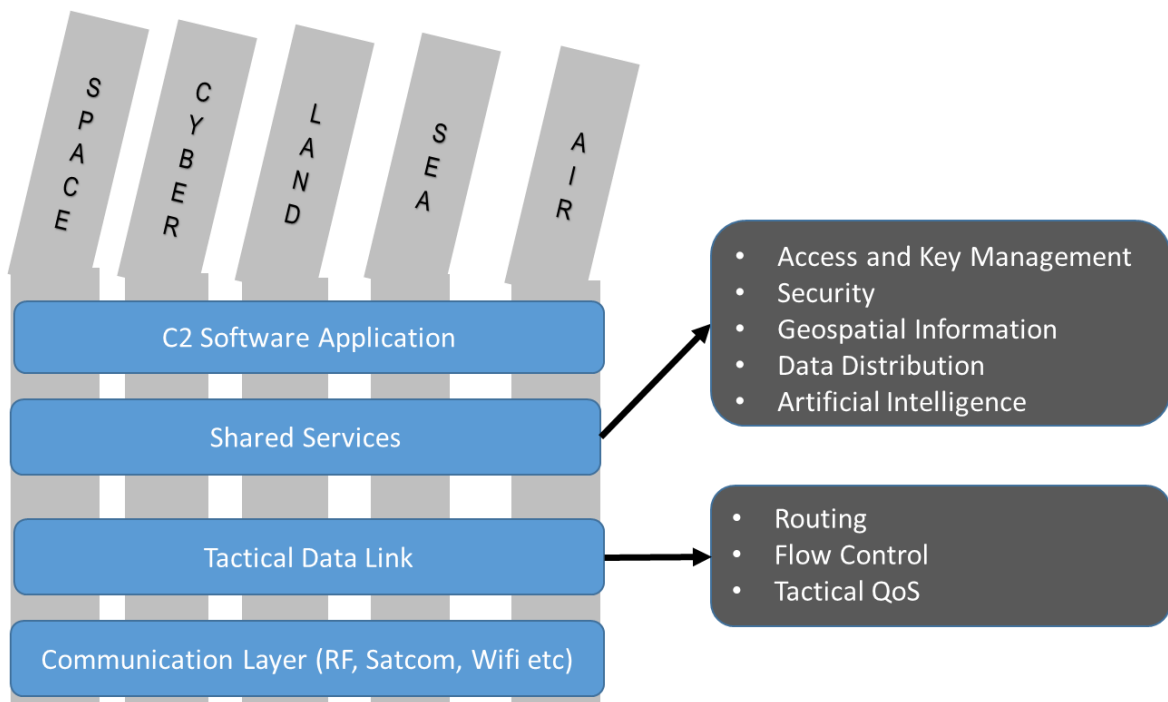 SPACE
CYBER
LAND
SEA
AIR
C2 Software Application
Shared Services
Tactical Data Link
Communication Layer (RF, Satcom, Wifi etc)
• Access and Key Management
• Security
• Geospatial Information
• Data Distribution
• Artificial Intelligence
• Routing
• Flow Control
• Tactical QoS